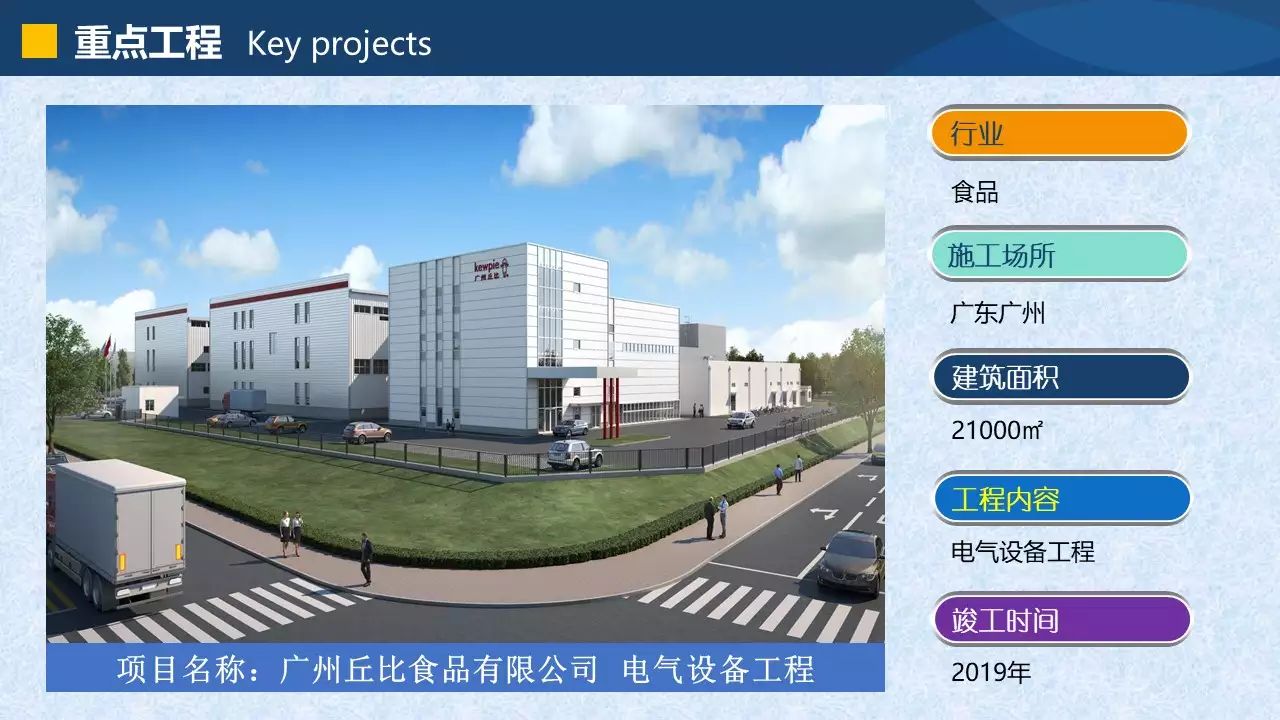 重点工程 Key projects
kewpie
广州丘比
行业
食品
施工场所
广东广州
建筑面积
21000㎡
工程内容
电气设备工程
竣工时间
2019年
项目名称：广州丘比食品有限公司 电气设备工程